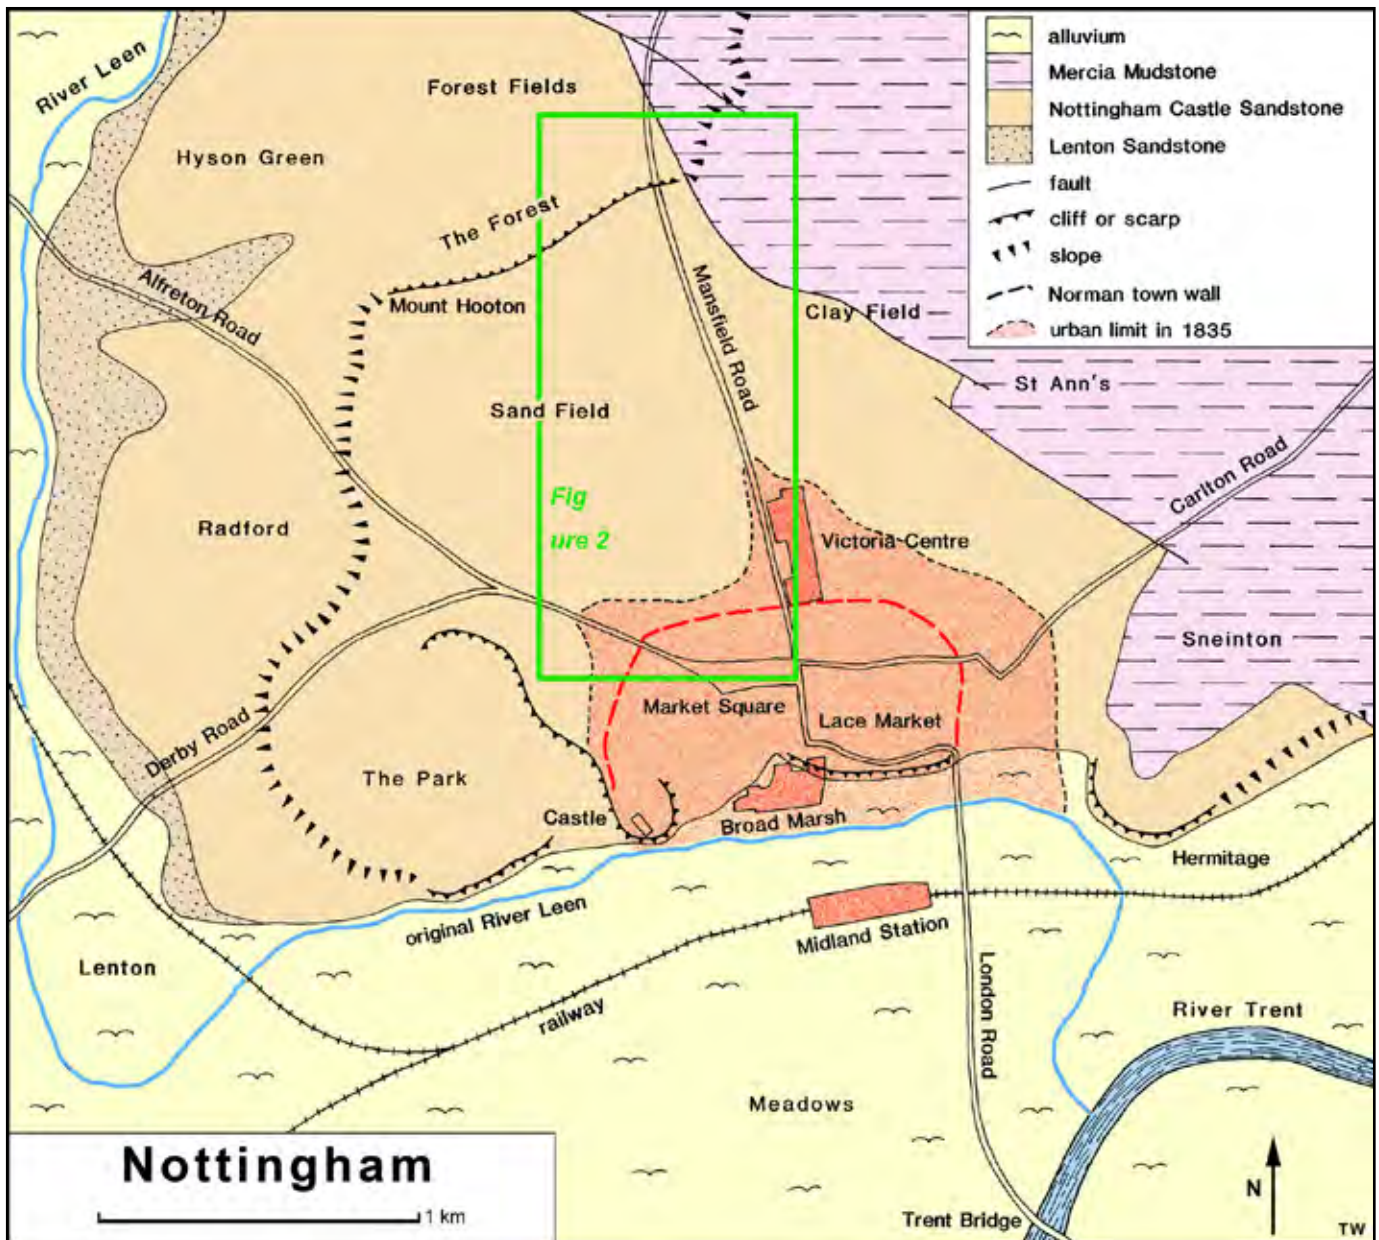 River Leen
Forest Fields
Hyson Green
The Forest
Alfreton Road
Mount Hooton
Mansfield Road
Clay Field
Sand Field
St Ann's
Carlton Road
Fig
ure 2
Radford
Victoria Centre
Sneinton
Market Square
Lace Market
Derby Road
The Park
Castle
Broad Marsh
Hermitage
original River Leen
Midland Station
Lenton
London Road
railway
River Trent
Meadows
Trent Bridge
alluvium
Mercia Mudstone
Nottingham Castle Sandstone
Lenton Sandstone
fault
cliff or scarp
slope
Norman town wall
urban limit in 1835
Nottingham
1 km
N
TW